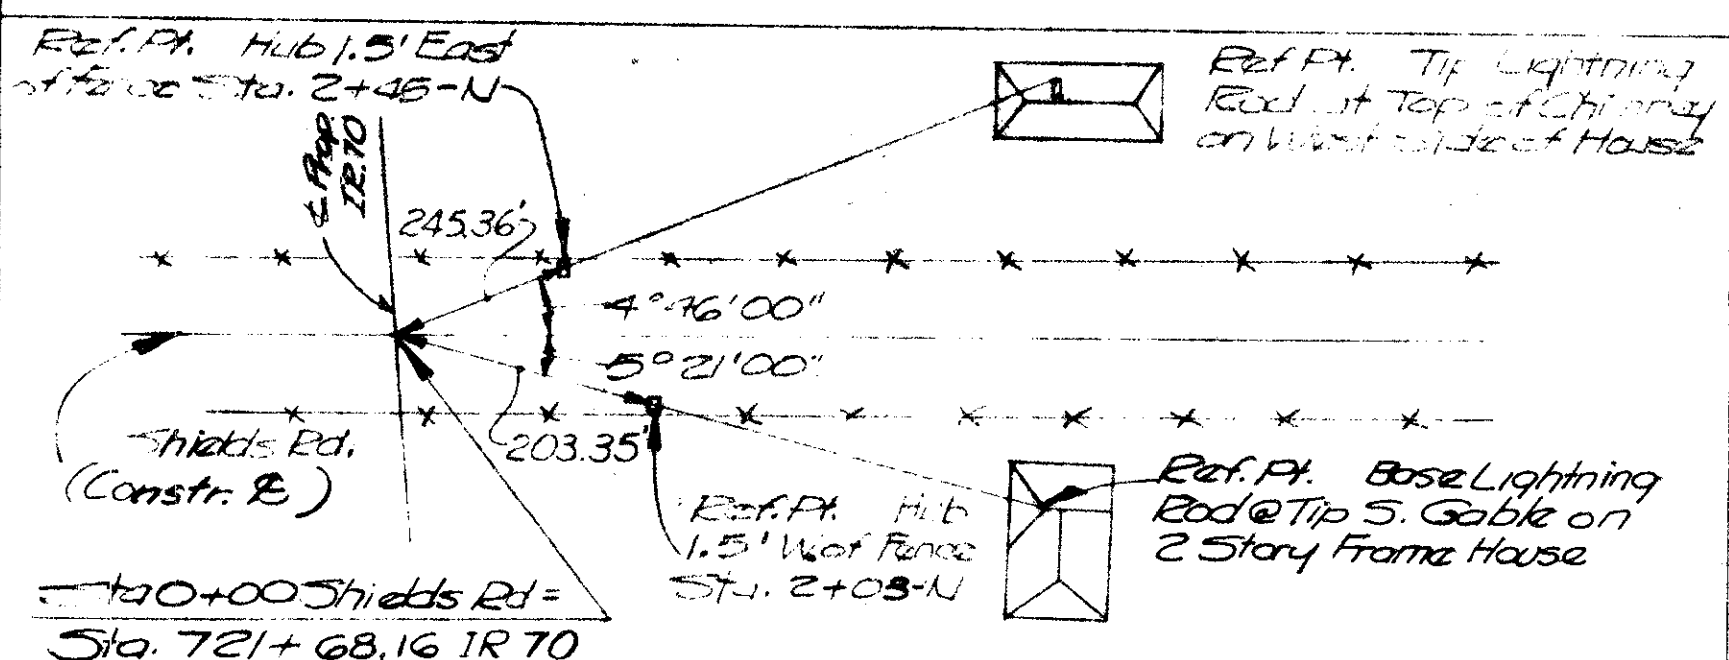 Ref. Pt. Hub 1.5' East
of Fence Sta. 2+45-N
℄ Prop.
IR.70
245.36'
Ref Pt. Tip Lightning
Rod at Top of Chimney
on West side of House
4°46'00"
5°21'00"
203.35'
Shields Rd.
(Constr. ℄)
Ref. Pt. Hub
1.5' W of Fence
Sta. 2+03-N
Ref. Pt. Base Lightning
Rod @ Tip S. Gable on
2 Story Frame House
Sta 0+00 Shields Rd =
Sta. 721+68.16 IR 70